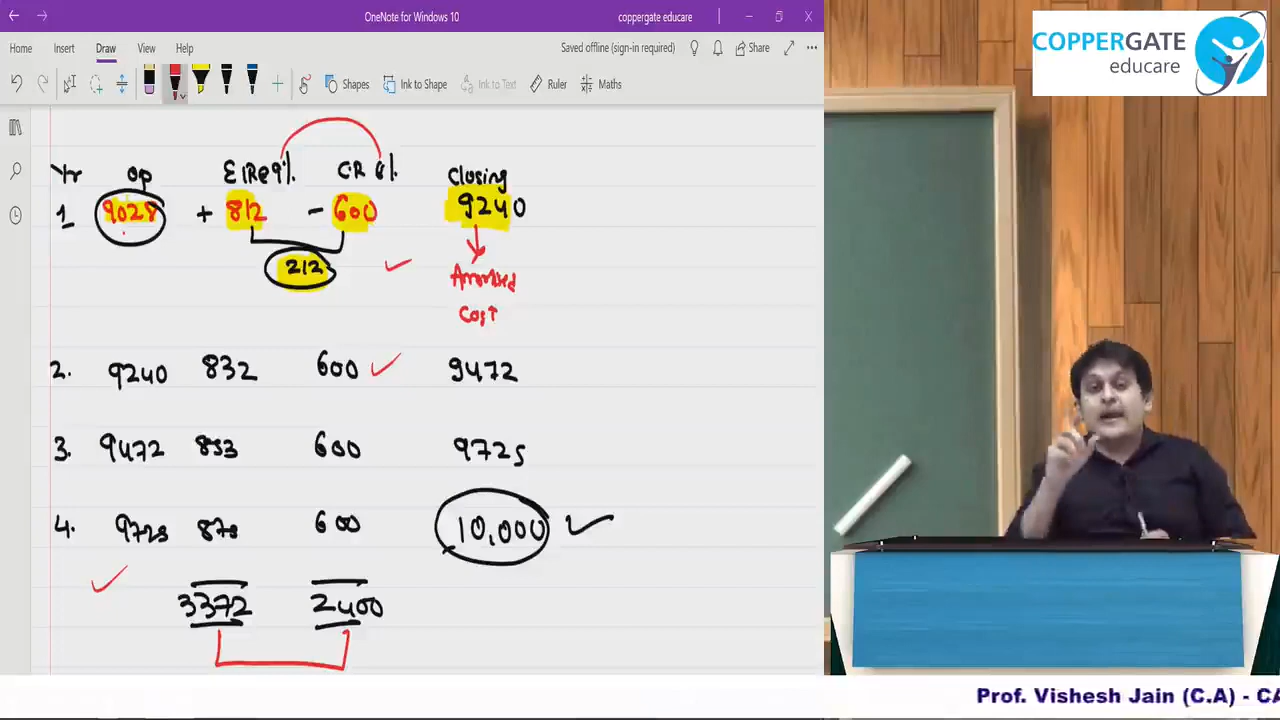 OneNote for Windows 10
coppergate educare
Home Insert Draw View Help
Saved offline (sign-in required) Share
Shapes Ink to Shape Ink to Text Ruler Maths
COPPERGATE
educare
Yr Op EIR@9% CR 6% Closing
1 9028 + 812 - 600 9240
212
Amortised
Cost
2. 9240 832 600 9472
3. 9472 853 600 9725
4. 9725 875 600 10,000
3372 2400
Prof. Vishesh Jain (C.A) - CA